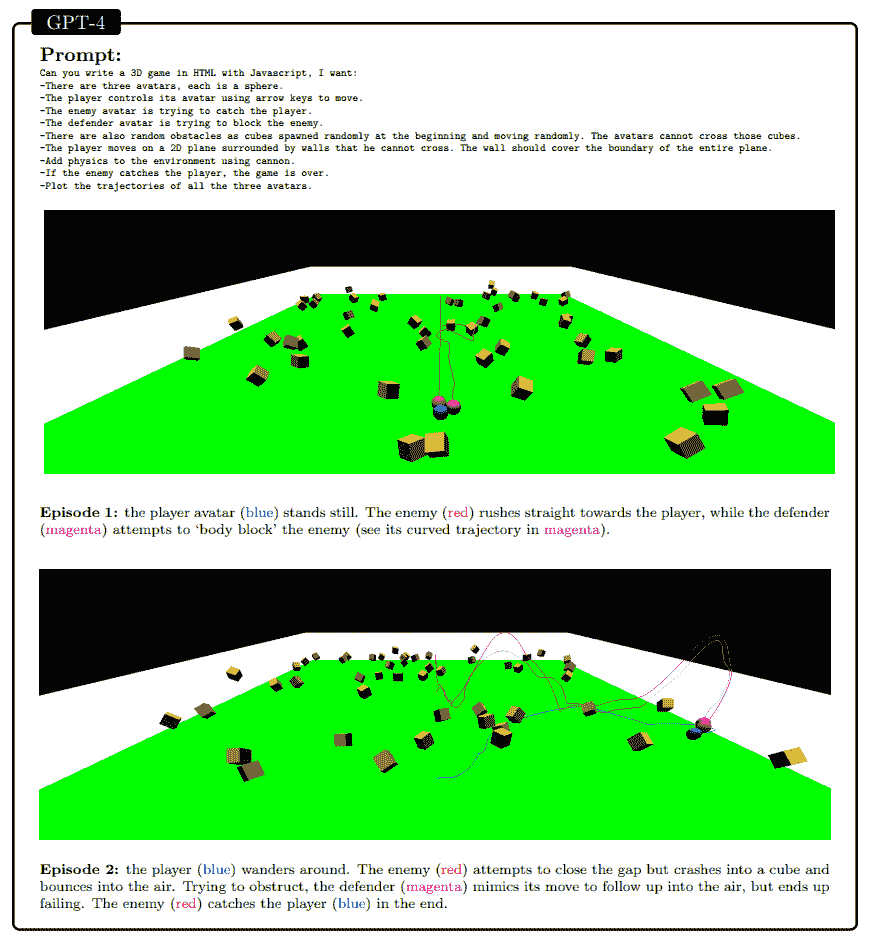 GPT-4
Prompt:
Can you write a 3D game in HTML with Javascript, I want:
-There are three avatars, each is a sphere.
-The player controls its avatar using arrow keys to move.
-The enemy avatar is trying to catch the player.
-The defender avatar is trying to block the enemy.
-There are also random obstacles as cubes spawned randomly at the beginning and moving randomly. The avatars cannot cross those cubes.
-The player moves on a 2D plane surrounded by walls that he cannot cross. The wall should cover the boundary of the entire plane.
-Add physics to the environment using cannon.
-If the enemy catches the player, the game is over.
-Plot the trajectories of all the three avatars.
Episode 1: the player avatar (blue) stands still. The enemy (red) rushes straight towards the player, while the defender
(magenta) attempts to ‘body block’ the enemy (see its curved trajectory in magenta).
Episode 2: the player (blue) wanders around. The enemy (red) attempts to close the gap but crashes into a cube and
bounces into the air. Trying to obstruct, the defender (magenta) mimics its move to follow up into the air, but ends up
failing. The enemy (red) catches the player (blue) in the end.